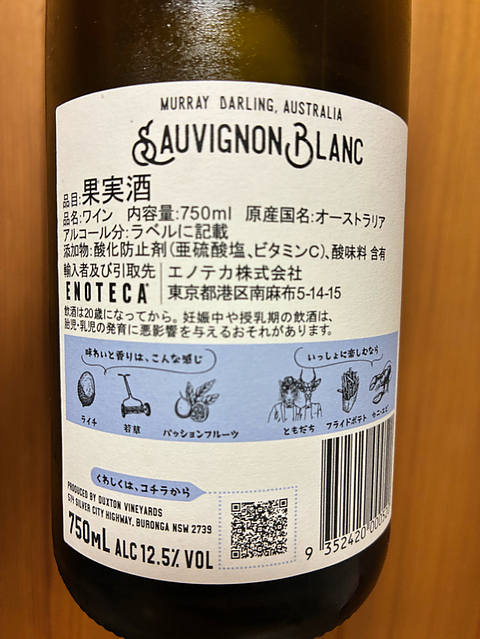 MURRAY DARLING, AUSTRALIA
SAUVIGNON BLANC
品目:果実酒
品名:ワイン 内容量:750ml 原産国名:オーストラリア
アルコール分:ラベルに記載
添加物:酸化防止剤(亜硫酸塩、ビタミンC)、酸味料 含有
輸入者及び引取先 エノテカ株式会社
ENOTECA 東京都港区南麻布5-14-15
飲酒は20歳になってから。妊娠中や授乳期の飲酒は、
胎児・乳児の発育に悪影響を与えるおそれがあります。
味わいと香りは、こんな感じ
いっしょに楽しむなら
ライチ 若草 パッションフルーツ
ともだち フライドポテト カニ・エビ
くわしくは、コチラから
PRODUCED BY DUXTON VINEYARDS
574 SILVER CITY HIGHWAY, BURONGA NSW 2739
750ML ALC 12.5% VOL
9 352420